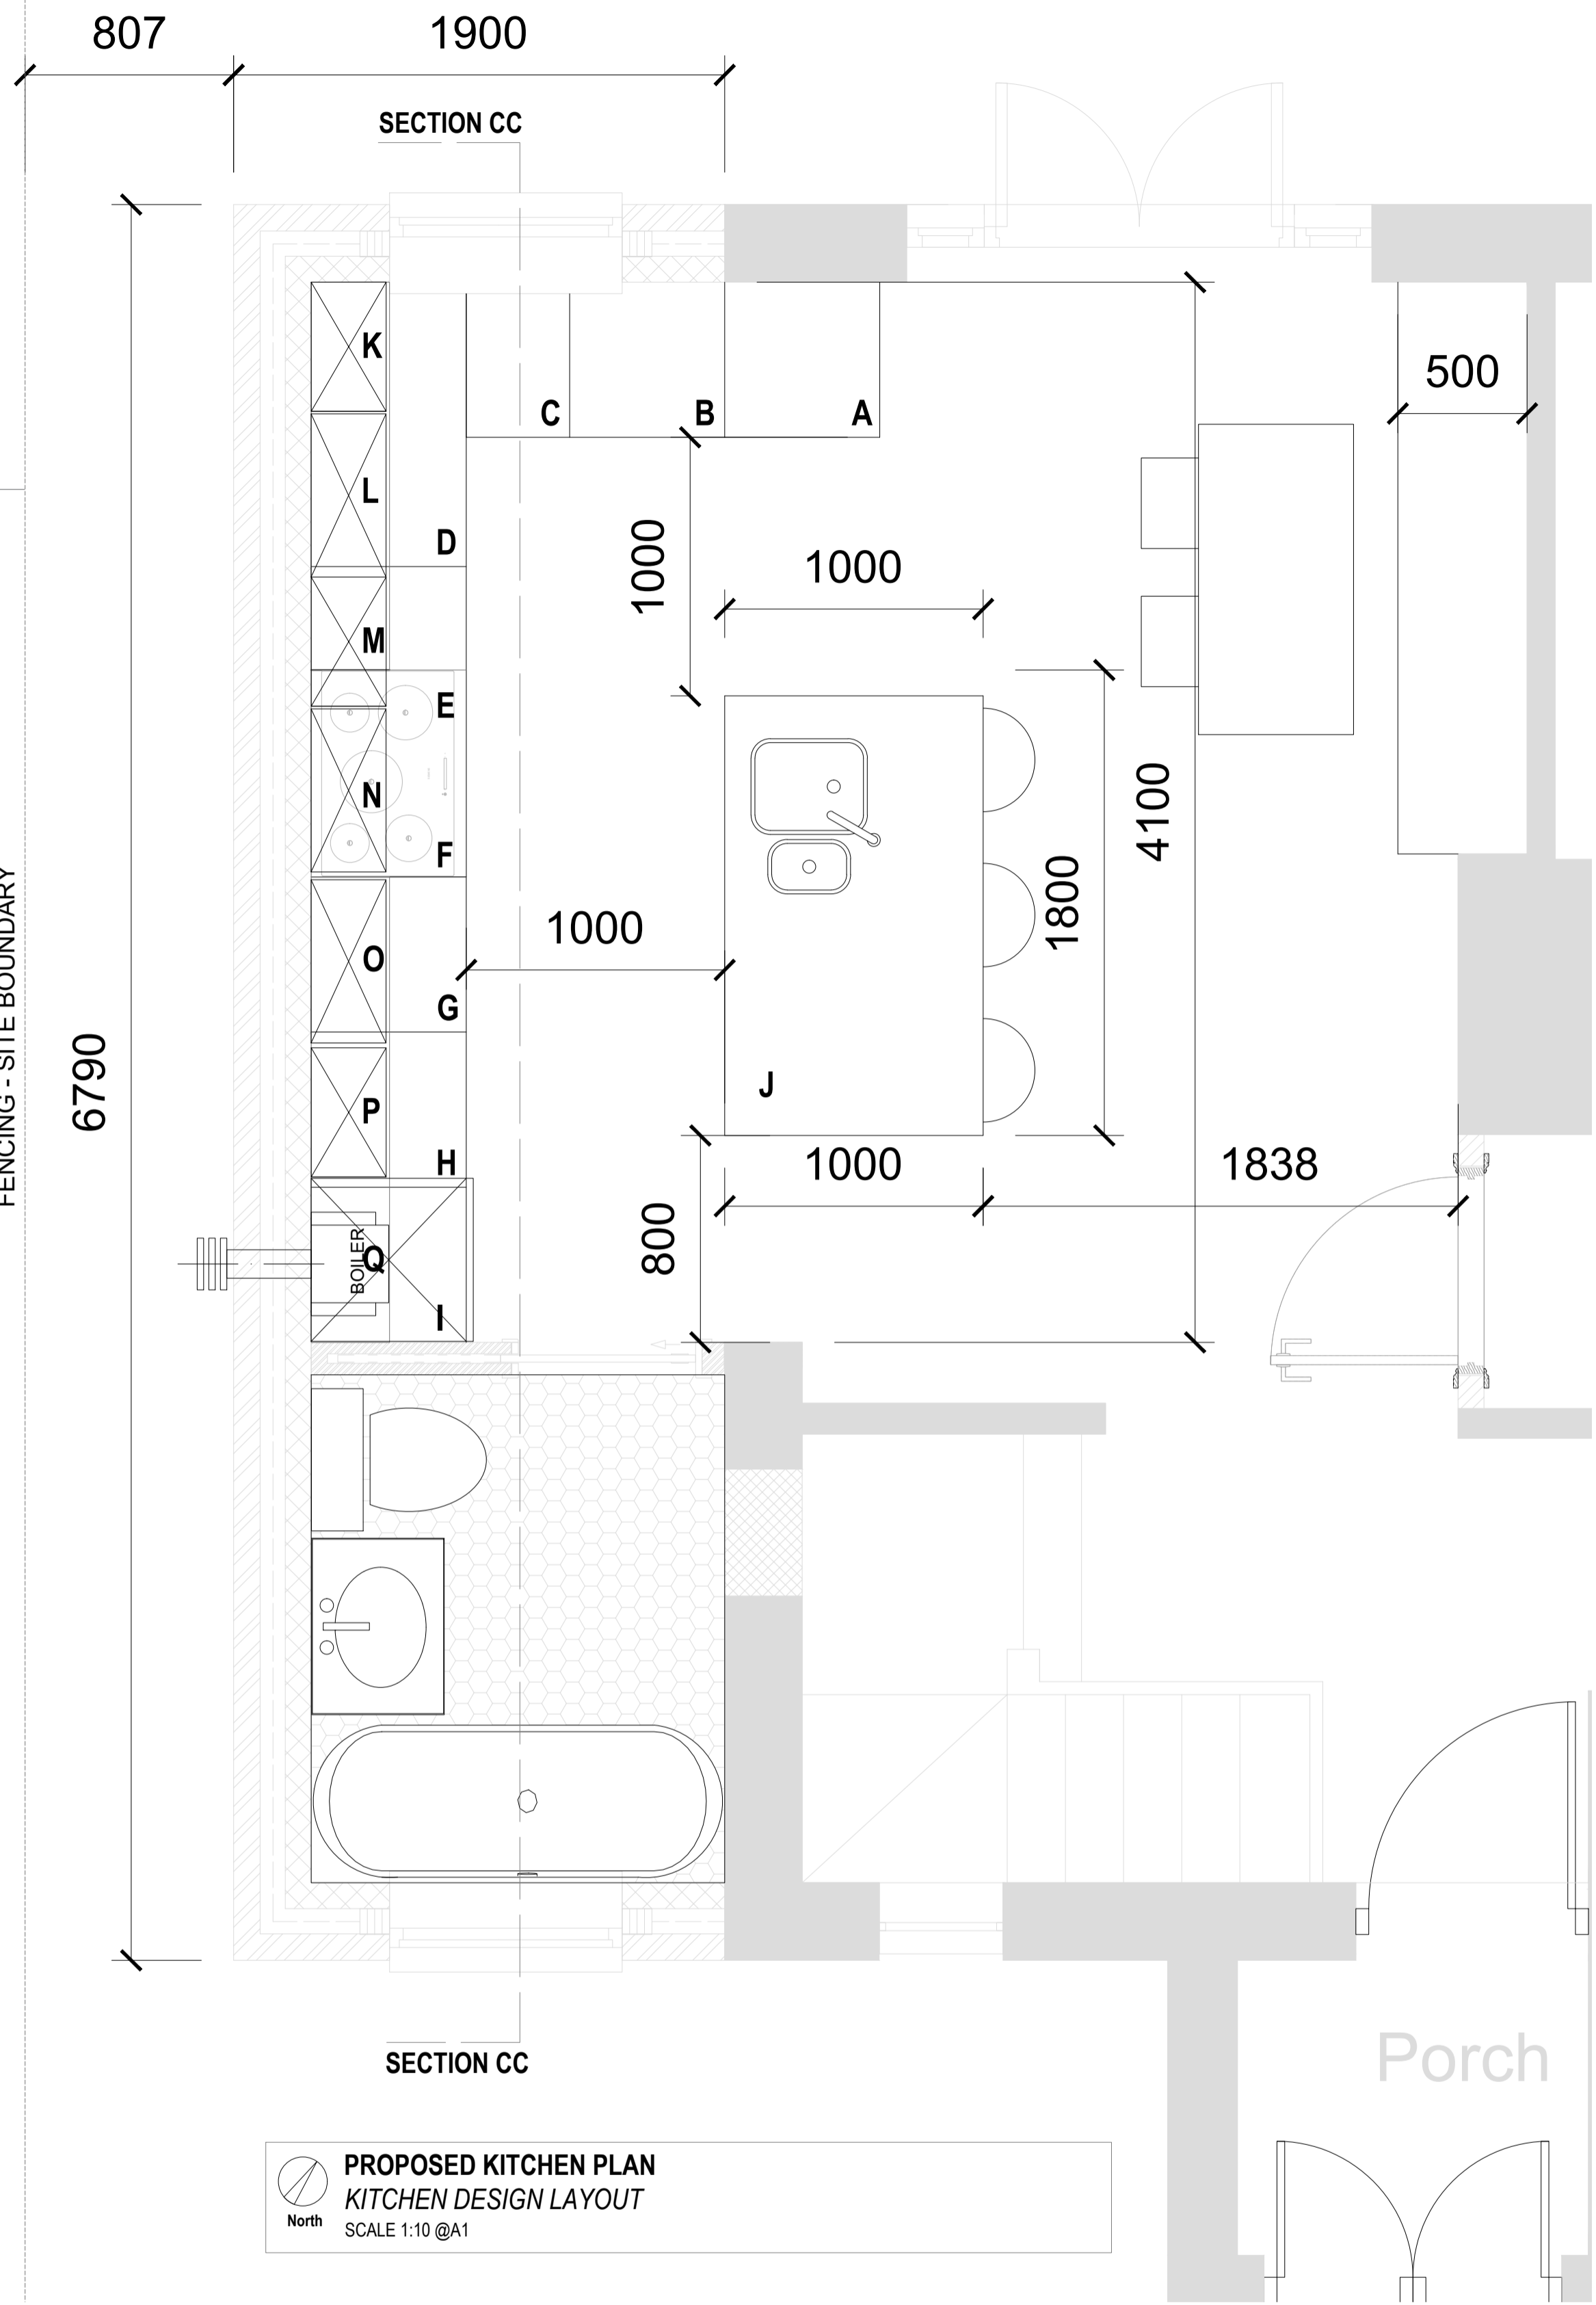 807
1900
SECTION CC
K
500
C
B
A
L
D
1000
1000
M
E
N
4100
F
1800
1000
O
G
FENCING - SITE BOUNDARY
6790
J
P
H
1000
1838
800
BOILER
Q
I
SECTION CC
Porch
PROPOSED KITCHEN PLAN
KITCHEN DESIGN LAYOUT
North
SCALE 1:10 @A1